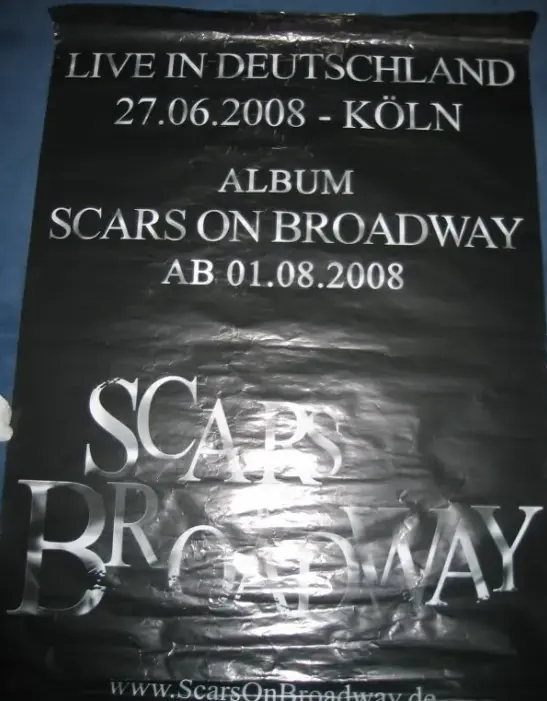 LIVE IN DEUTSCHLAND
27.06.2008 - KÖLN
ALBUM
SCARS ON BROADWAY
AB 01.08.2008
SCARS
BROADWAY
www.ScarsOnBroadway.de